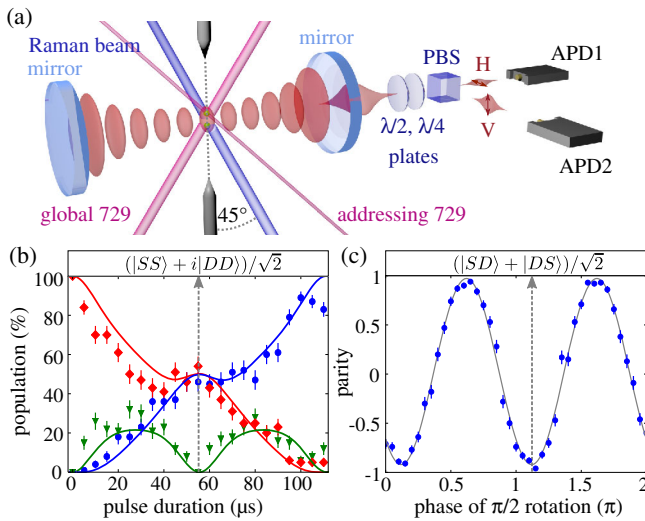 (a)
Raman beam
mirror
mirror
PBS
H
APD1
λ/2, λ/4
plates
V
APD2
global 729
45°
addressing 729
(b)
(|SS⟩ + i|DD⟩)/√2
100
80
60
40
20
0
population (%)
0
20
40
60
80
100
pulse duration (μs)
(c)
(|SD⟩ + |DS⟩)/√2
1
0.5
0
-0.5
-1
parity
0
0.5
1
1.5
phase of π/2 rotation (π)